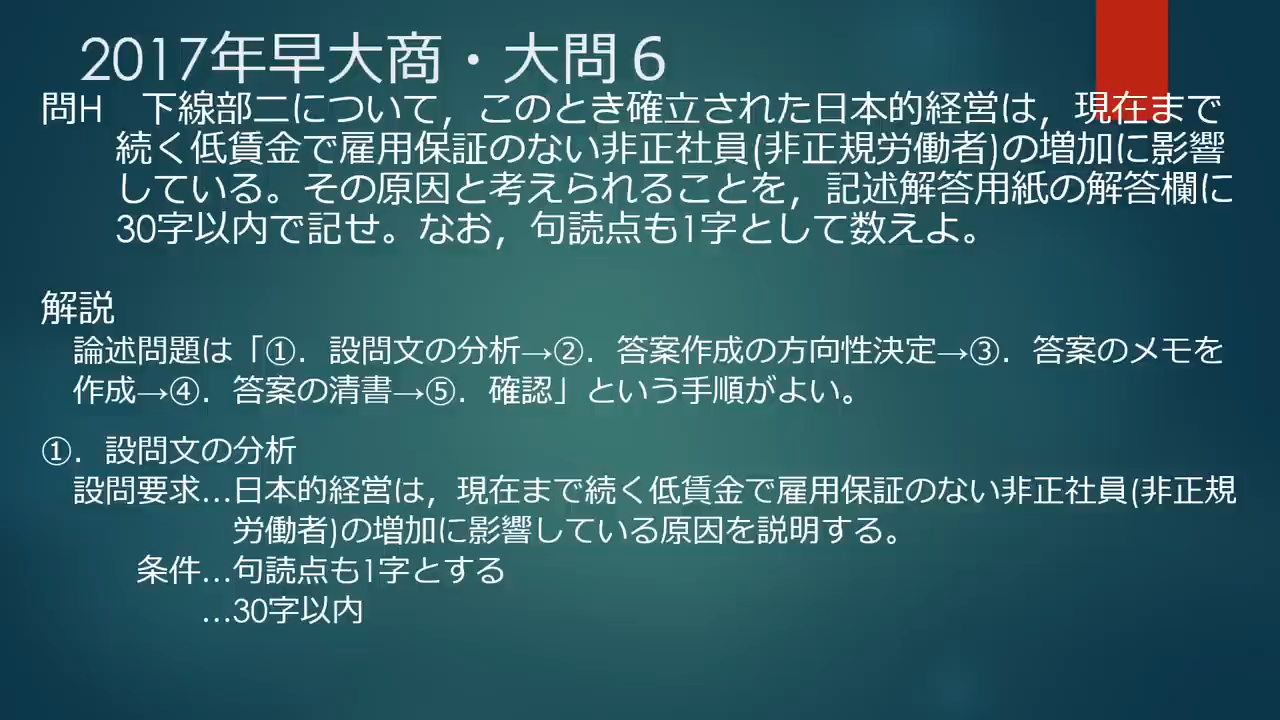 2017年早大商・大問６
問H　下線部ニについて，このとき確立された日本的経営は，現在まで
続く低賃金で雇用保証のない非正社員(非正規労働者)の増加に影響
している。その原因と考えられることを，記述解答用紙の解答欄に
30字以内で記せ。なお，句読点も1字として数えよ。
解説
論述問題は「①．設問文の分析→②．答案作成の方向性決定→③．答案のメモを
作成→④．答案の清書→⑤．確認」という手順がよい。
①．設問文の分析
設問要求…日本的経営は，現在まで続く低賃金で雇用保証のない非正社員(非正規
労働者)の増加に影響している原因を説明する。
条件…句読点も1字とする
…30字以内